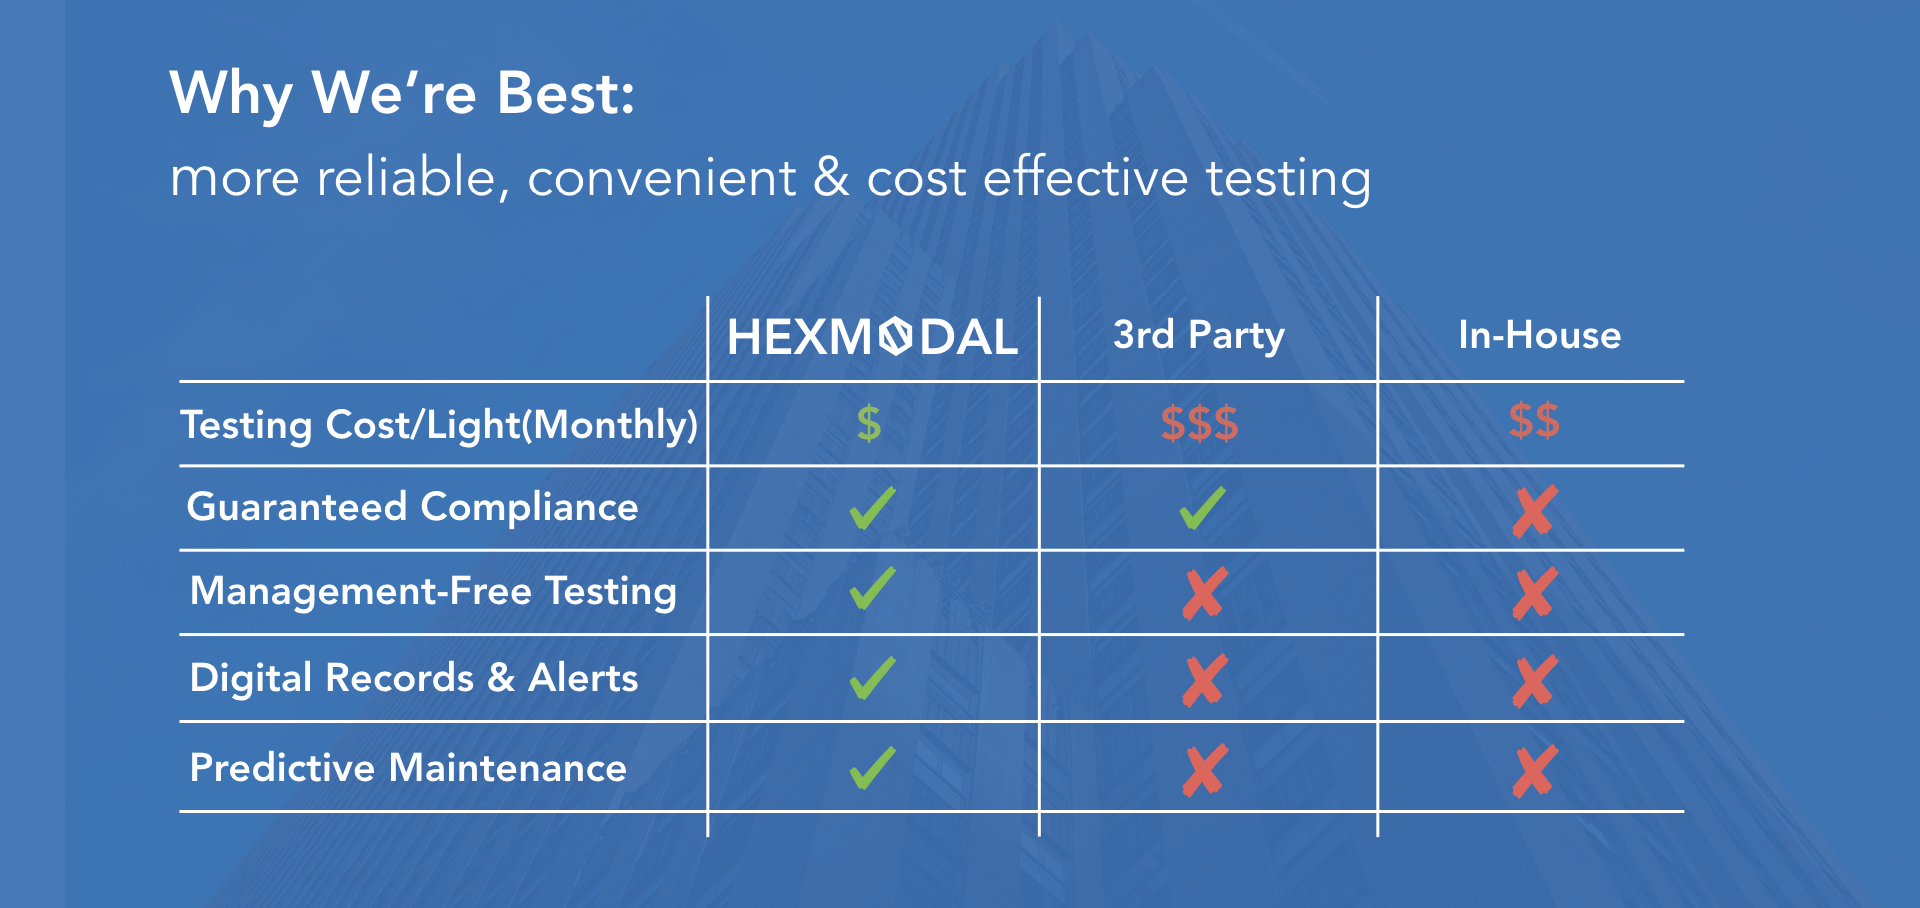 Why We're Best:
more reliable, convenient & cost effective testing
HEXMODAL 3rd Party In-House
Testing Cost/Light(Monthly) $ $$$ $$
Guaranteed Compliance ✓ ✓ ✘
Management-Free Testing ✓ ✘ ✘
Digital Records & Alerts ✓ ✘ ✘
Predictive Maintenance ✓ ✘ ✘